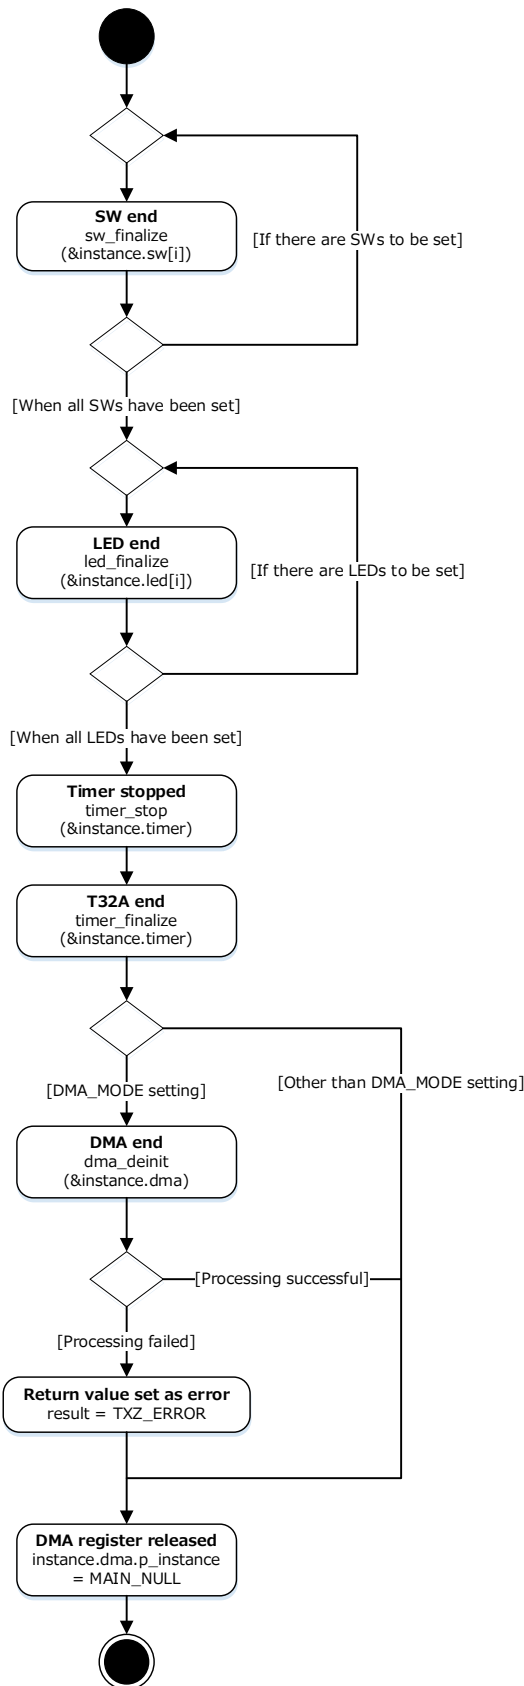 SW end
sw_finalize
(&instance.sw[i])
[If there are SWs to be set]
[When all SWs have been set]
LED end
led_finalize
(&instance.led[i])
[If there are LEDs to be set]
[When all LEDs have been set]
Timer stopped
timer_stop
(&instance.timer)
T32A end
timer_finalize
(&instance.timer)
[Other than DMA_MODE setting]
[DMA_MODE setting]
DMA end
dma_deinit
(&instance.dma)
[Processing successful]
[Processing failed]
Return value set as error
result = TXZ_ERROR
DMA register released
instance.dma.p_instance
= MAIN_NULL